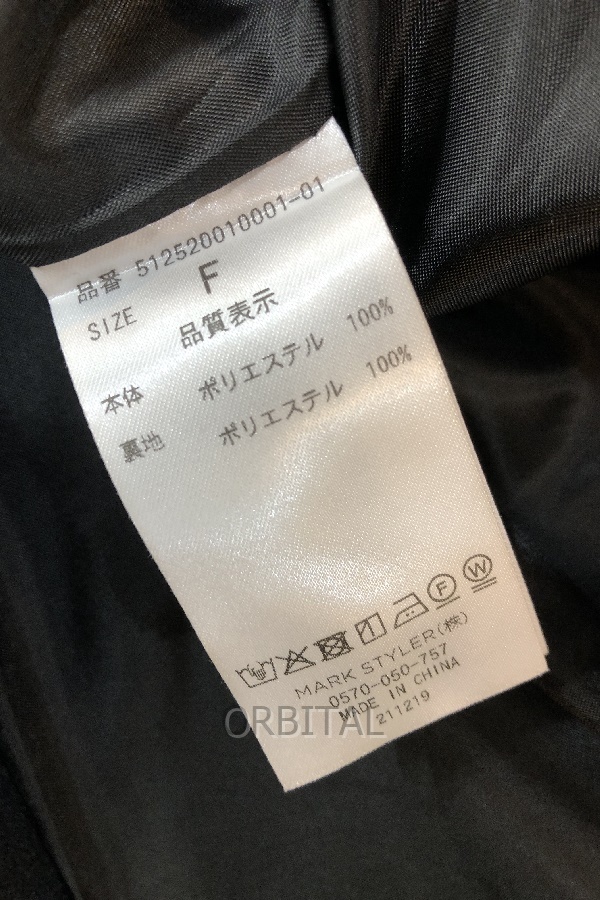 品番 512520010001-01
SIZE F
品質表示
本体 ポリエステル 100%
裏地 ポリエステル 100%
F W
MARK STYLER(株)
0570-050-757
MADE IN CHINA
211219
ORBITAL